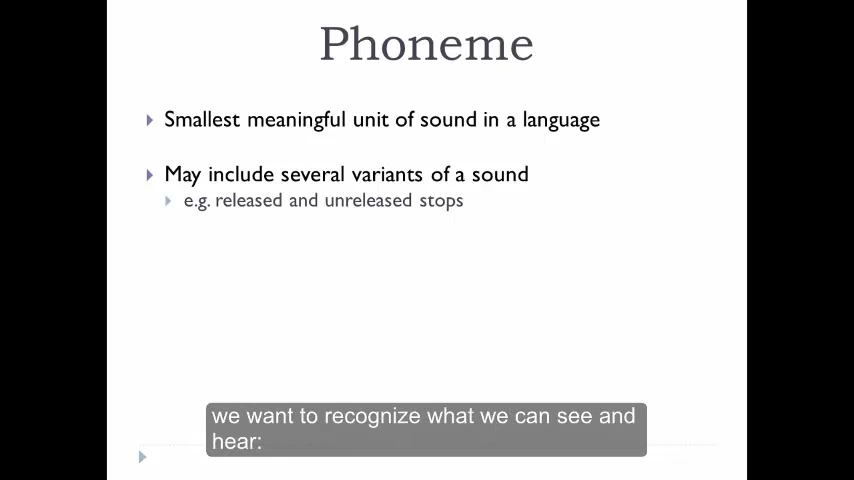 Phoneme
Smallest meaningful unit of sound in a language
May include several variants of a sound
e.g. released and unreleased stops
we want to recognize what we can see and
hear: